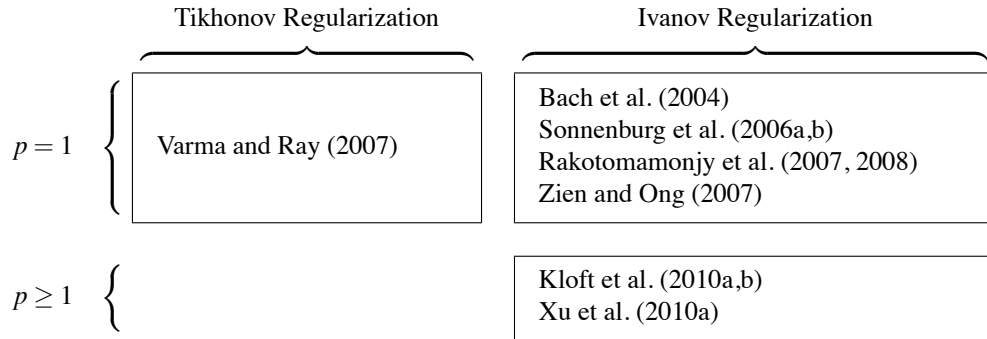 Tikhonov Regularization
Ivanov Regularization
p = 1
Varma and Ray (2007)
Bach et al. (2004)
Sonnenburg et al. (2006a,b)
Rakotomamonjy et al. (2007, 2008)
Zien and Ong (2007)
p ≥ 1
Kloft et al. (2010a,b)
Xu et al. (2010a)